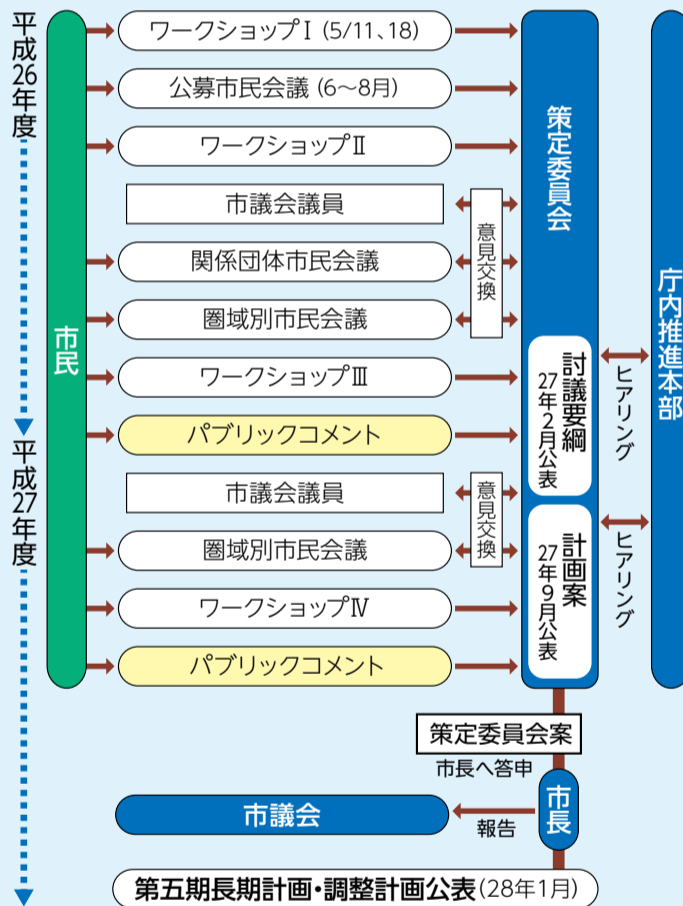 平成26年度
平成27年度
市民
ワークショップⅠ (5/11、18)
公募市民会議 (6〜8月)
ワークショップⅡ
市議会議員
関係団体市民会議
圏域別市民会議
意見交換
ワークショップⅢ
パブリックコメント
市議会議員
圏域別市民会議
意見交換
ワークショップⅣ
パブリックコメント
策定委員会
討議要綱
27年2月公表
計画案
27年9月公表
ヒアリング
ヒアリング
庁内推進本部
策定委員会案
市長へ答申
市長
報告
市議会
第五期長期計画・調整計画公表(28年1月)